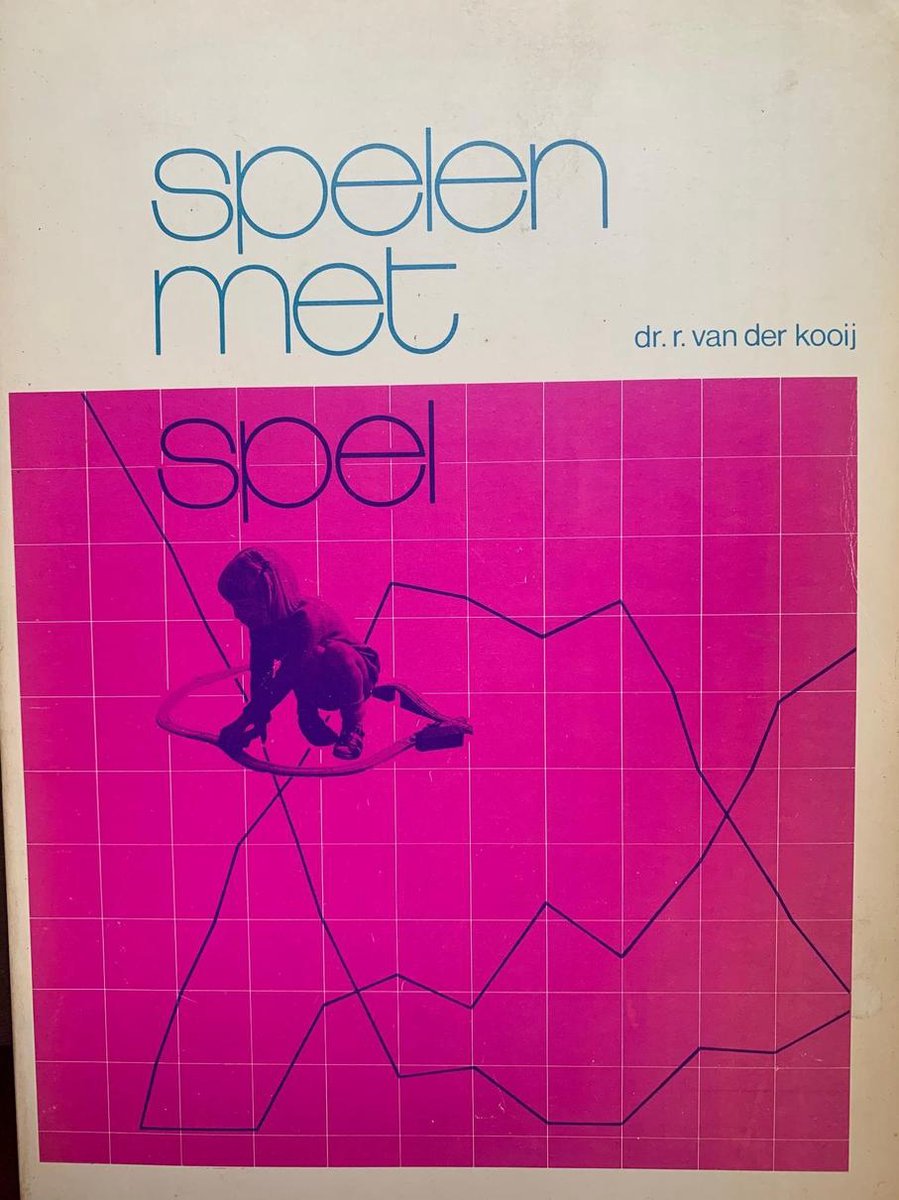 spelen
met
dr. r. van der kooij
spel